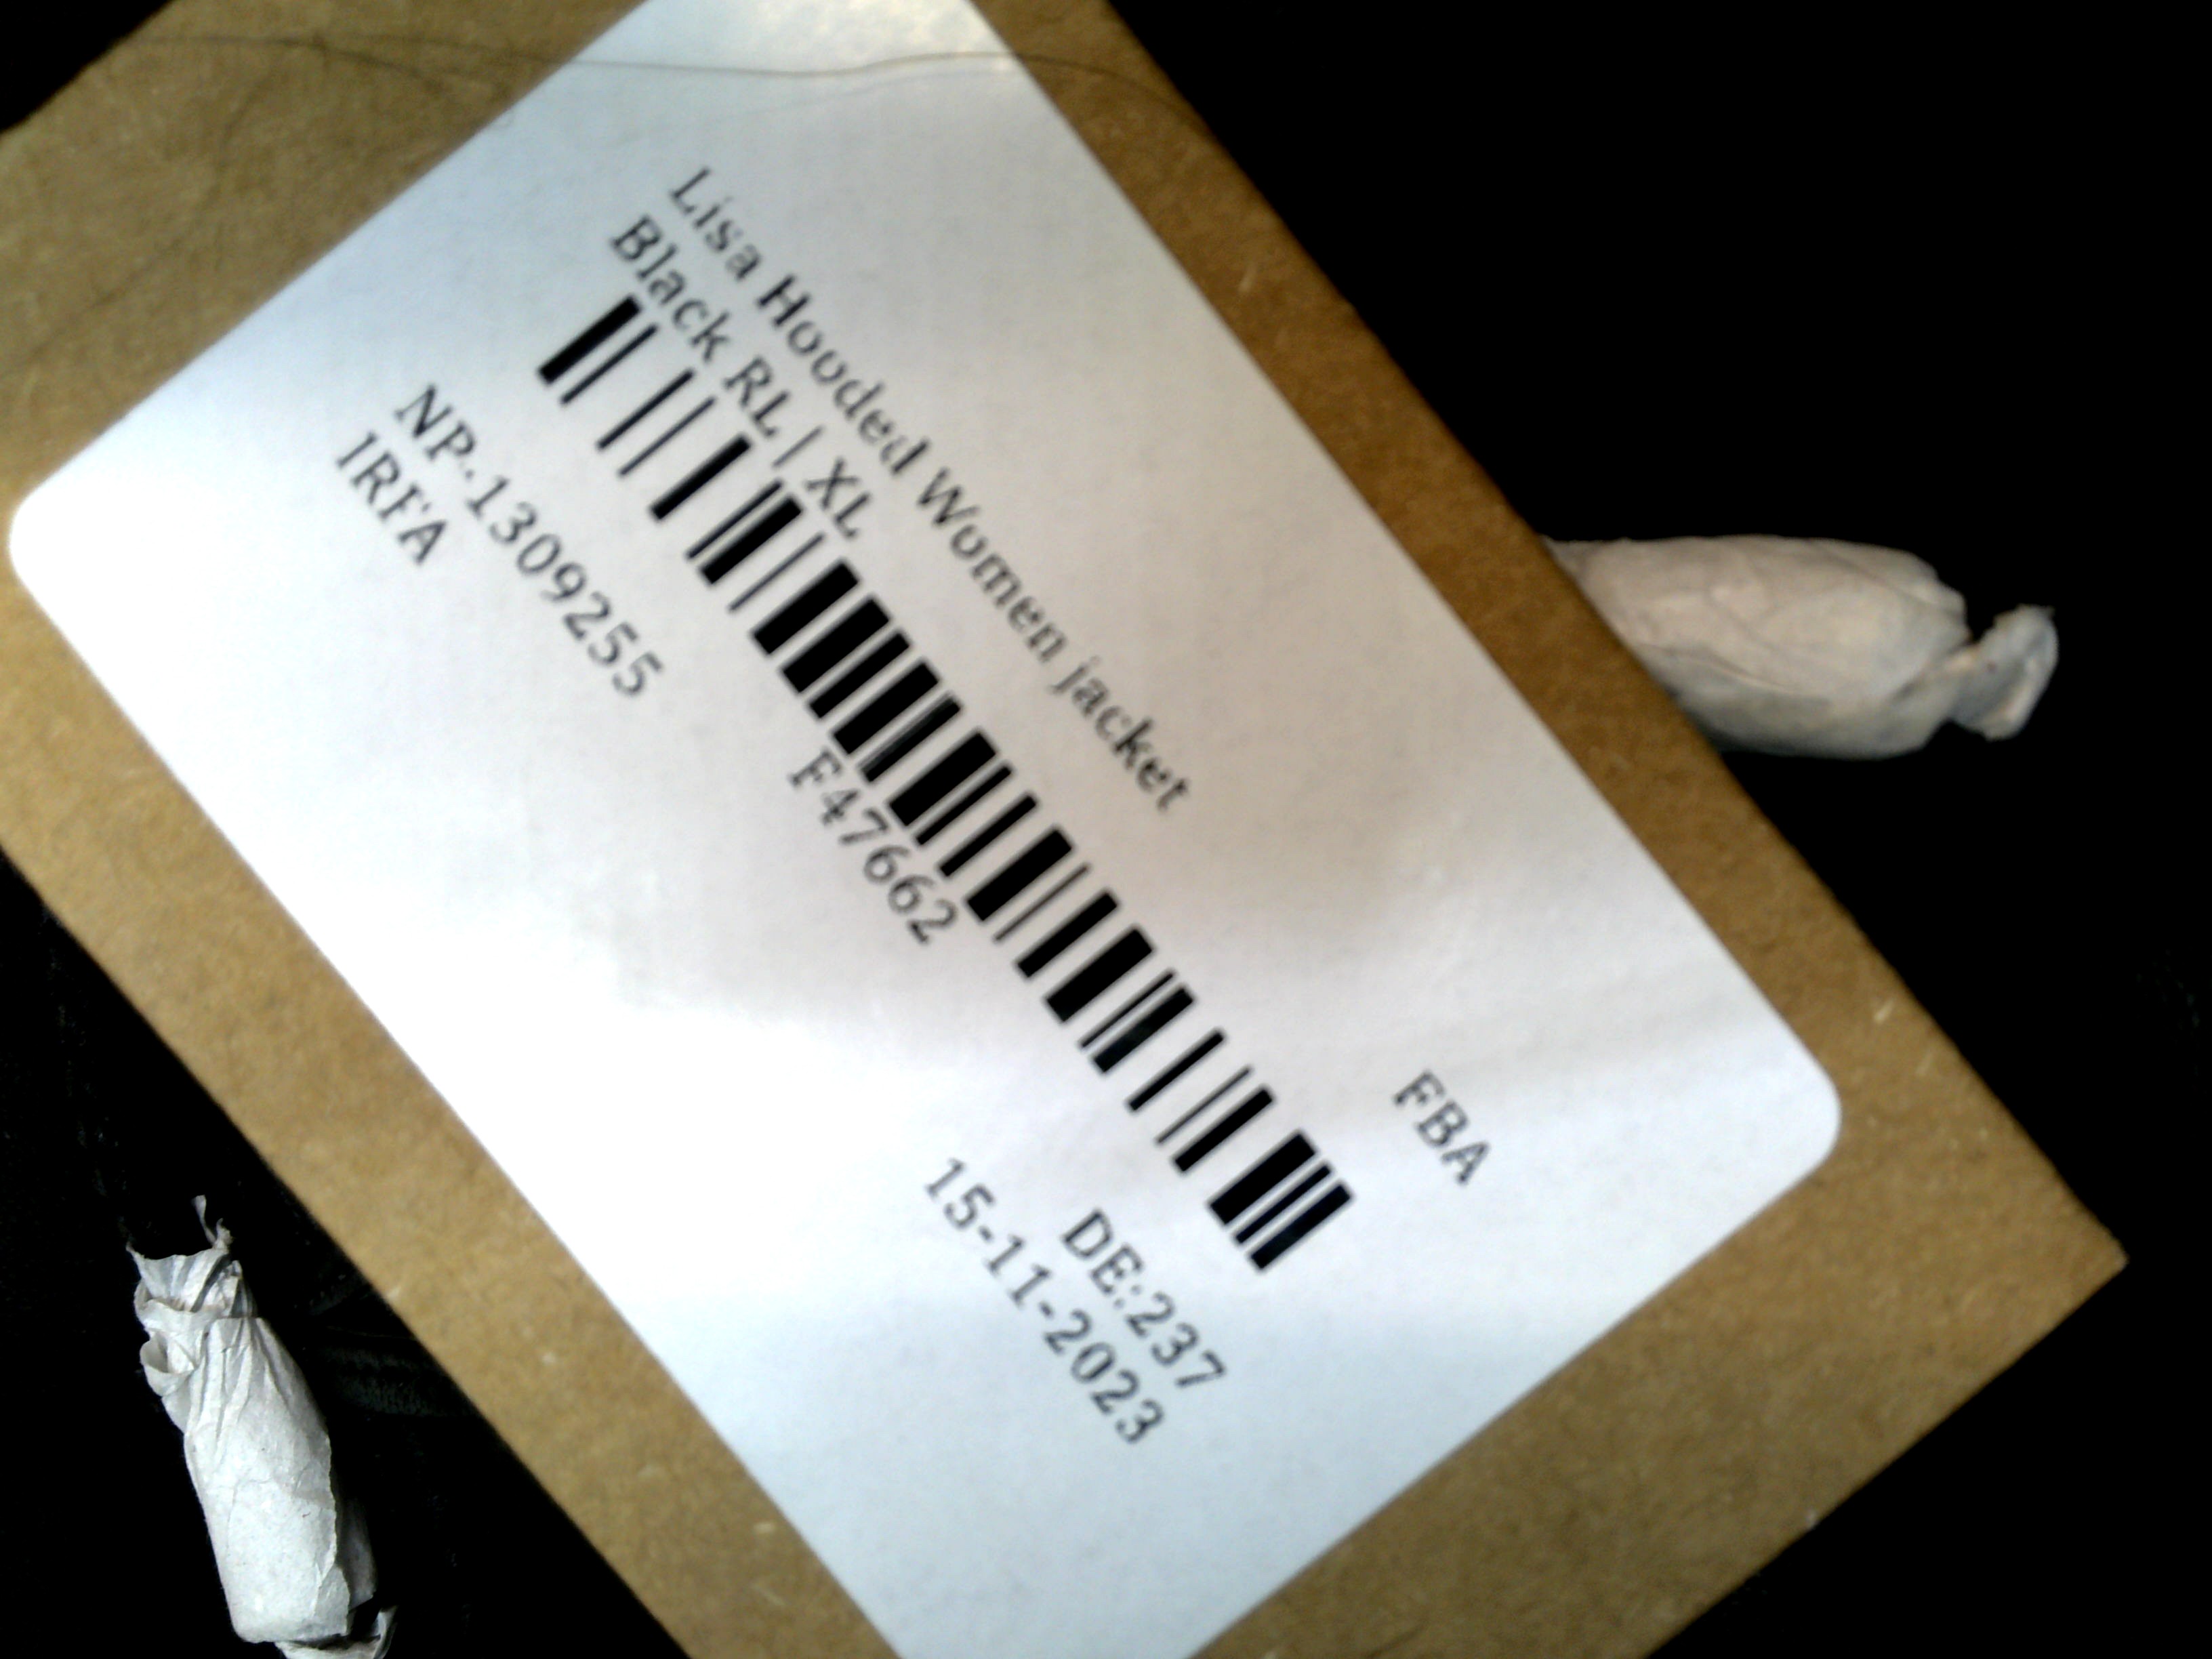 FBA
Lisa Hooded Women jacket
Black RL | XL
F47662
NP-1309255
DE:237
IRFA
15-11-2023